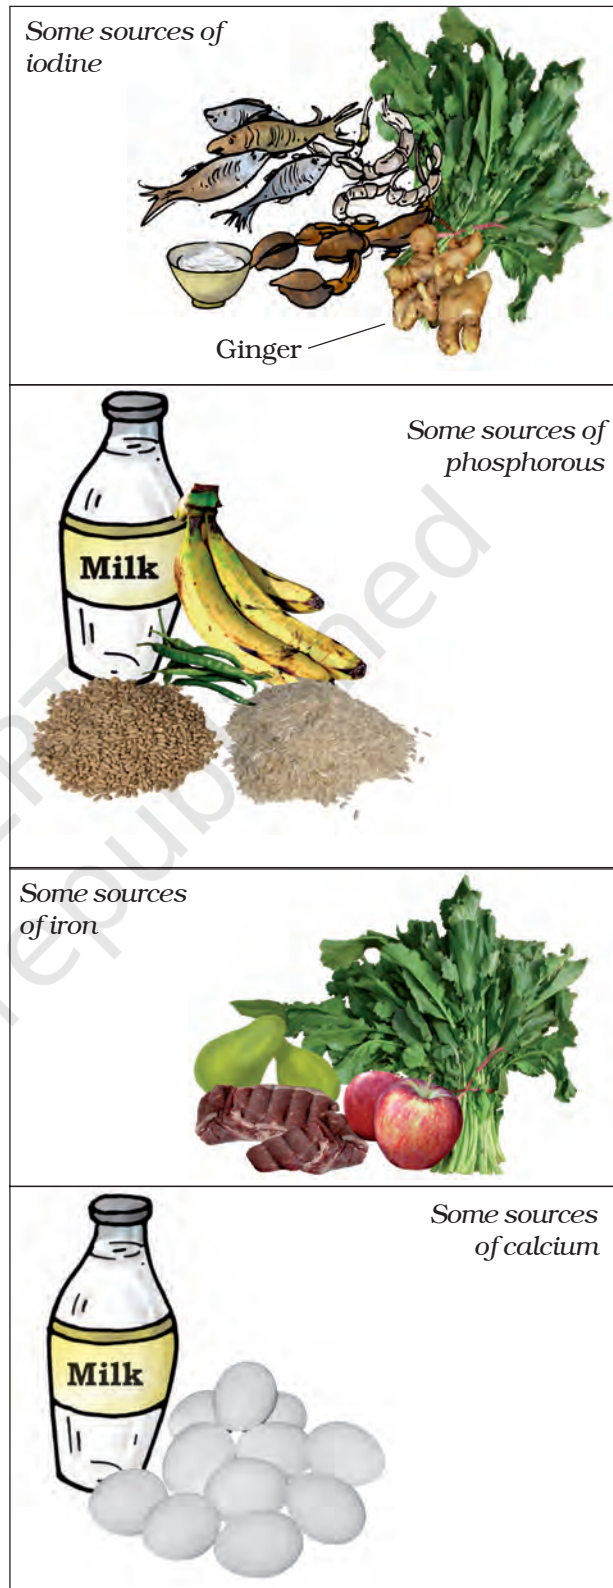 Some sources of
iodine
Ginger
Some sources of
phosphorous
Milk
Some sources
of iron
Some sources
of calcium
Milk